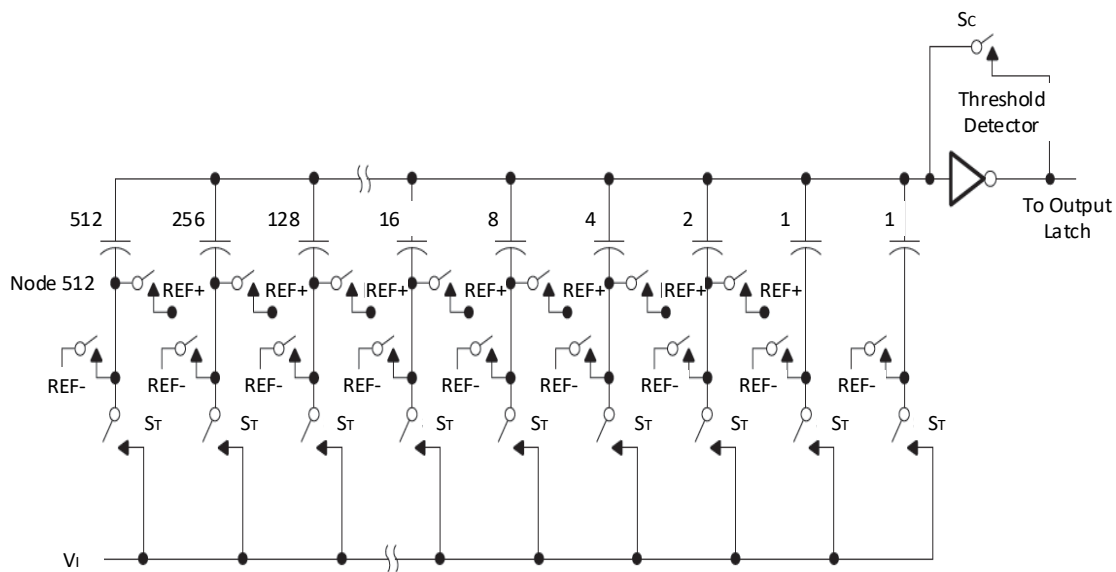 Sc
Threshold
Detector
To Output
Latch
512 256 128 16 8 4 2 1 1
Node 512
REF+ REF+ REF+ REF+ REF+ REF+ REF+
REF- REF- REF- REF- REF- REF- REF- REF- REF-
ST ST ST ST ST ST ST ST ST
VI